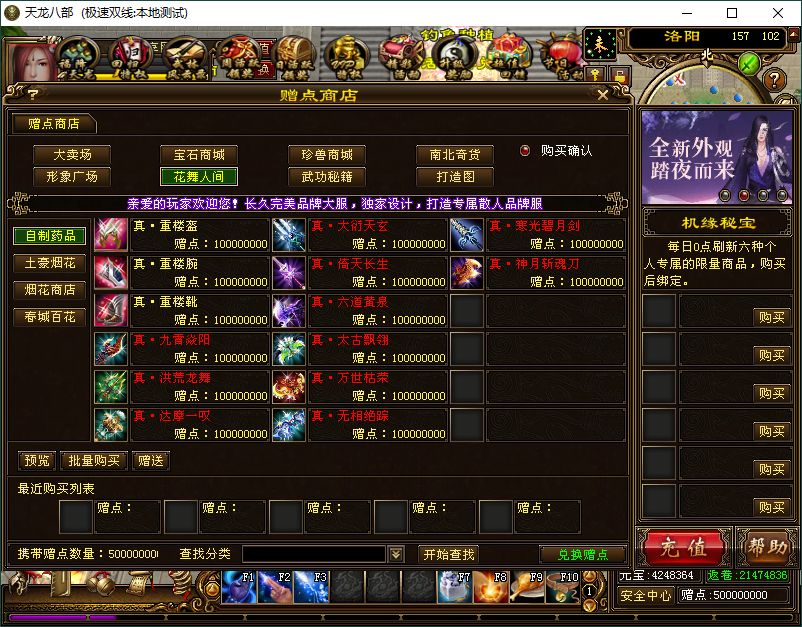 天龙八部 (极速双线:本地测试)
洛阳 157 102
北
未
赠点商店
?
赠点商店
大卖场 宝石商城 珍兽商城 南北奇货 购买确认
形象广场 花舞人间 武功秘籍 打造图
亲爱的玩家欢迎您! 长久完美品牌大服，独家设计，打造专属散人品牌服
自制药品
土豪烟花
烟花商店
春城百花
真·重楼盔 真·大衍天玄 真·寒光碧月剑
赠点：100000000 赠点：100000000 赠点：100000000
真·重楼腕 真·倚天长生 真·神月斩魂刀
赠点：100000000 赠点：100000000 赠点：100000000
真·重楼靴 真·六道黄泉
赠点：100000000 赠点：100000000
真·九霄焱阳 真·太古飘翎
赠点：100000000 赠点：100000000
真·洪荒龙舞 真·万世枯荣
赠点：100000000 赠点：100000000
真·达摩一叹 真·无相绝踪
赠点：100000000 赠点：100000000
预览 批量购买 赠送
最近购买列表
赠点： 赠点： 赠点： 赠点： 赠点：
携带赠点数量：50000000 查找分类 开始查找 兑换赠点
全新外观
踏夜而来
机缘秘宝
每日0点刷新六种个
人专属的限量商品，购买
后绑定。
购买
购买
购买
购买
购买
购买
充值 帮助
元宝:4248364 返卷:21474836
安全中心 赠点:500000000
F1 F2 F3 F7 F8 F9 F10 1